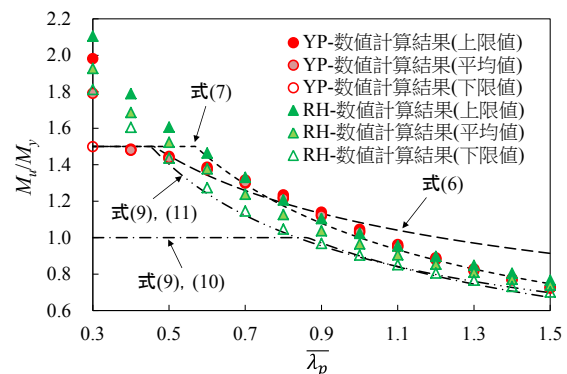 2.2
2.0
1.8
1.6
1.4
1.2
1.0
0.8
0.6
M_u/M_y
YP-数値計算結果(上限値)
YP-数値計算結果(平均値)
YP-数値計算結果(下限値)
RH-数値計算結果(上限値)
RH-数値計算結果(平均値)
RH-数値計算結果(下限値)
式(7)
式(6)
式(9), (11)
式(9), (10)
0.3 0.4 0.5 0.6 0.7 0.8 0.9 1.0 1.1 1.2 1.3 1.4 1.5
λ_p